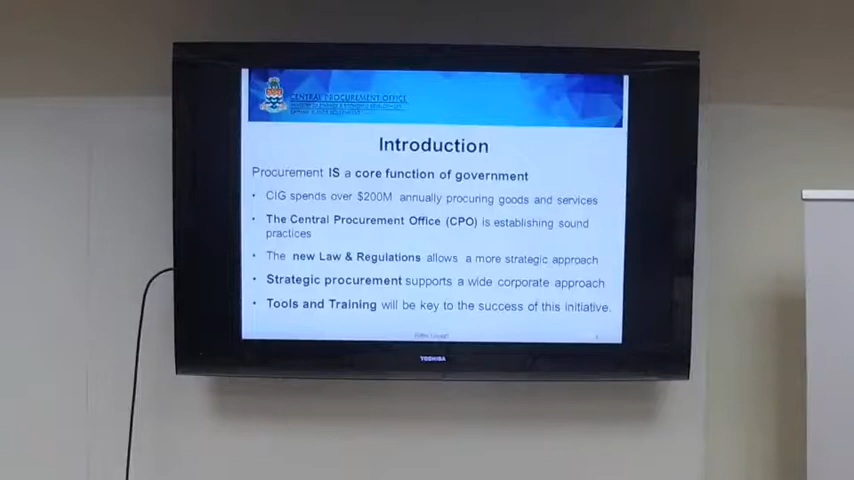 CENTRAL PROCUREMENT OFFICE
Introduction
Procurement IS a core function of government
• CIG spends over $200M annually procuring goods and services
• The Central Procurement Office (CPO) is establishing sound
practices
• The new Law & Regulations allows a more strategic approach
• Strategic procurement supports a wide corporate approach
• Tools and Training will be key to the success of this initiative.
TOSHIBA